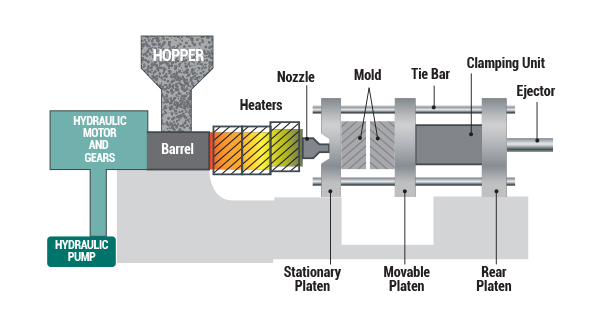 HOPPER
Nozzle
Mold
Tie Bar
Clamping Unit
Ejector
Heaters
HYDRAULIC
MOTOR
AND
GEARS
Barrel
HYDRAULIC
PUMP
Stationary
Platen
Movable
Platen
Rear
Platen